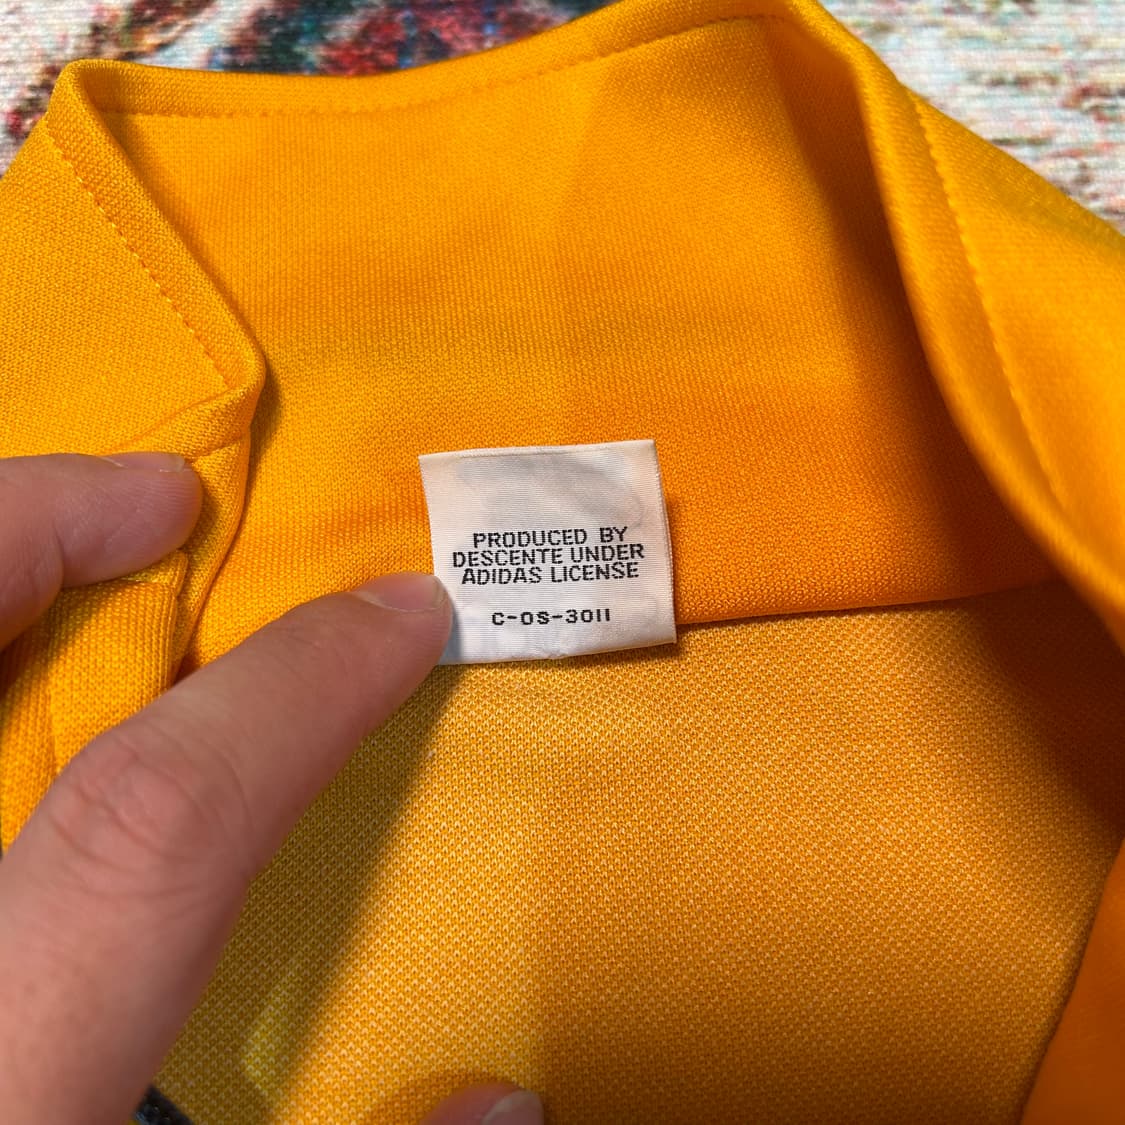 PRODUCED BY
DESCENTE UNDER
ADIDAS LICENSE
C-OS-3011